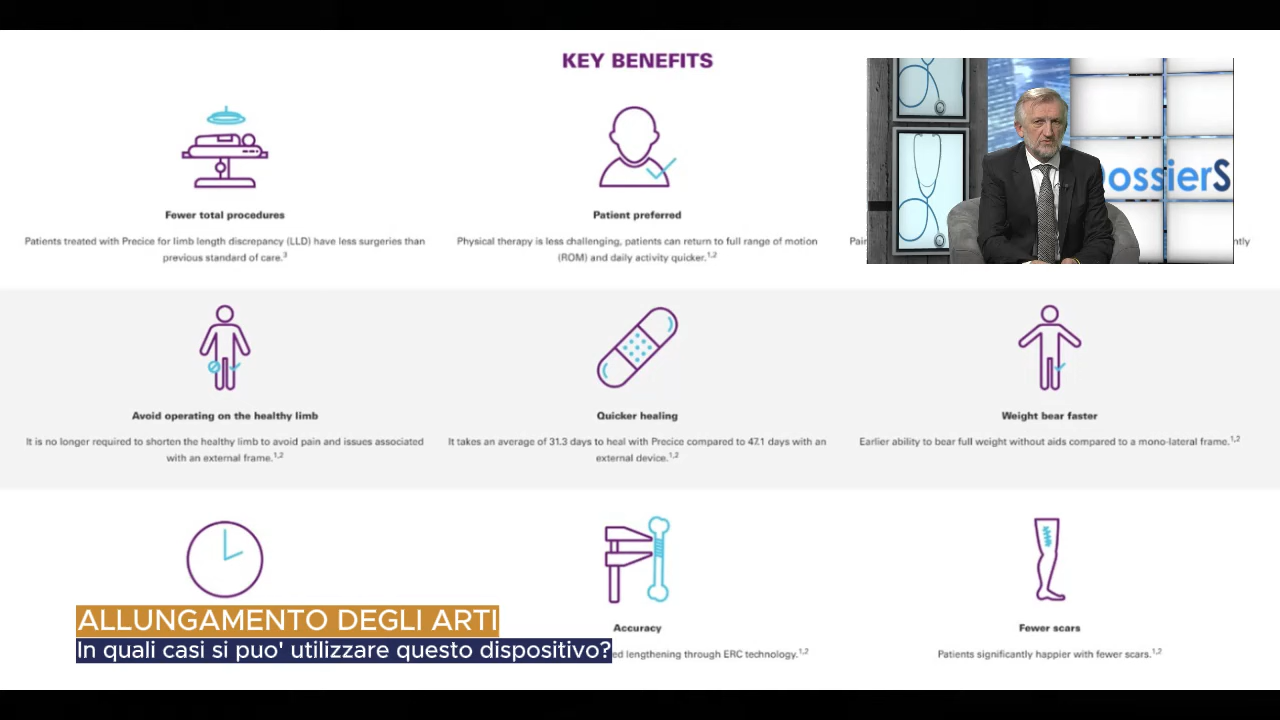 KEY BENEFITS
Fewer total procedures
Patients treated with Precice for limb length discrepancy (LLD) have less surgeries than
previous standard of care.3
Patient preferred
Physical therapy is less challenging, patients can return to full range of motion
(ROM) and daily activity quicker.1,2
ossierS
Avoid operating on the healthy limb
It is no longer required to shorten the healthy limb to avoid pain and issues associated
with an external frame.1,2
Quicker healing
It takes an average of 31.3 days to heal with Precice compared to 47.1 days with an
external device.1,2
Weight bear faster
Earlier ability to bear full weight without aids compared to a mono-lateral frame.1,2
Accuracy
lengthening through ERC technology.1,2
Fewer scars
Patients significantly happier with fewer scars.1,2
ALLUNGAMENTO DEGLI ARTI
In quali casi si puo' utilizzare questo dispositivo?